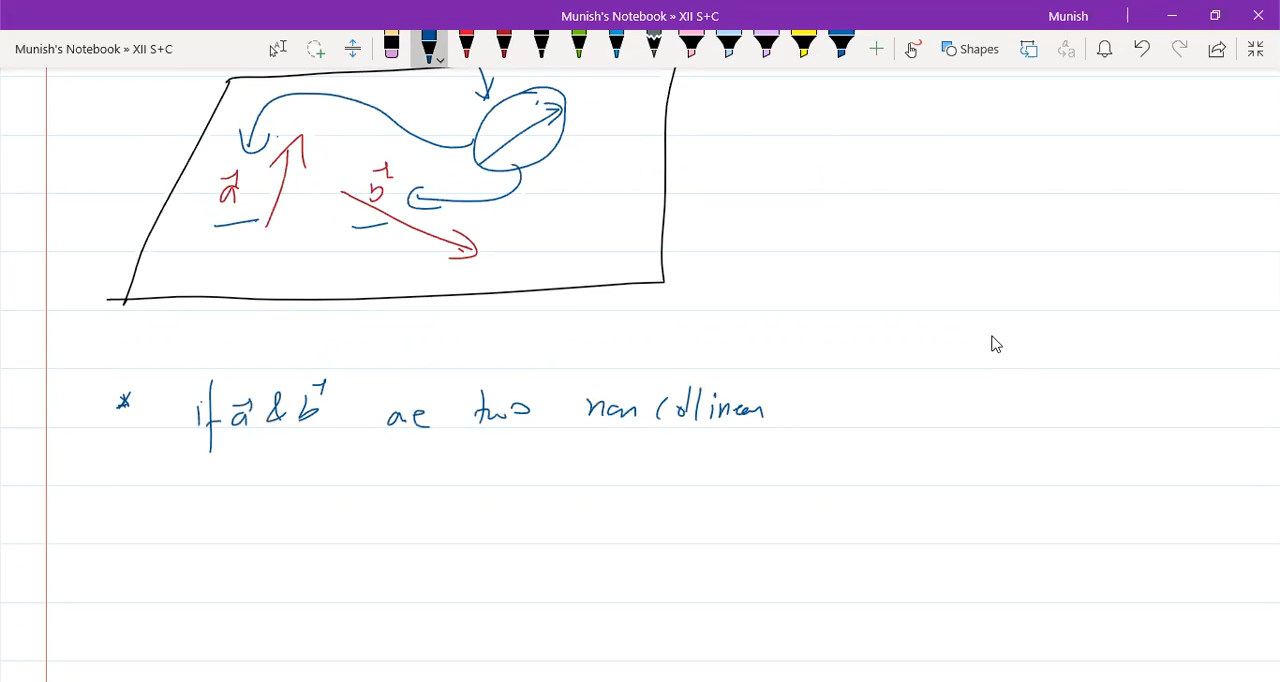 Munish's Notebook » XII S+C
Munish
Munish's Notebook » XII S+C
Shapes
a⃗
b⃗
* if a⃗ & b⃗ are two non collinear